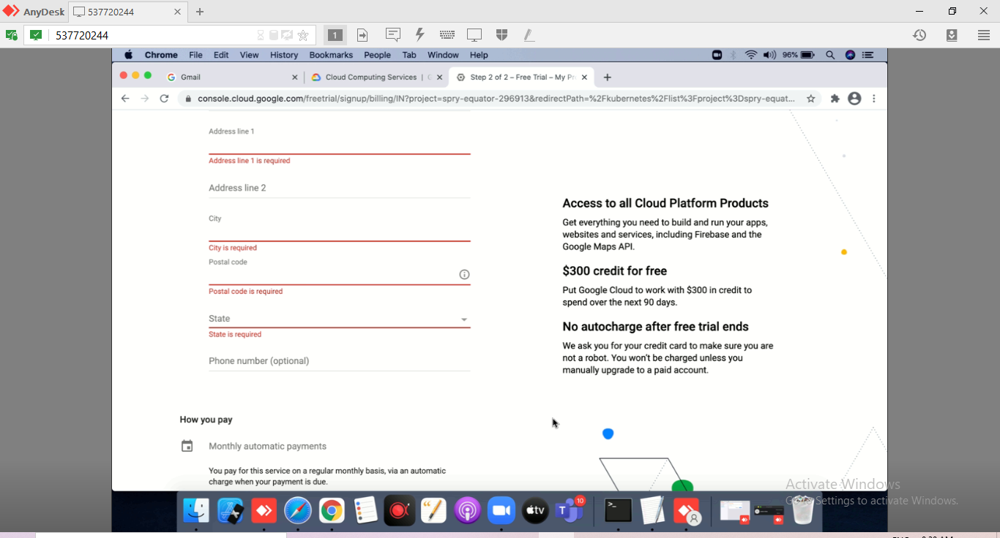 AnyDesk
537720244
537720244
1
Chrome File Edit View History Bookmarks People Tab Window Help
96%
Gmail
Cloud Computing Services | G
Step 2 of 2 – Free Trial – My Pr
console.cloud.google.com/freetrial/signup/billing/IN?project=spry-equator-296913&redirectPath=%2Fkubernetes%2Flist%3Fproject%3Dspry-equat...
Address line 1
Address line 1 is required
Address line 2
City
City is required
Postal code
Postal code is required
State
State is required
Phone number (optional)
How you pay
Monthly automatic payments
You pay for this service on a regular monthly basis, via an automatic
charge when your payment is due.
Access to all Cloud Platform Products
Get everything you need to build and run your apps,
websites and services, including Firebase and the
Google Maps API.
$300 credit for free
Put Google Cloud to work with $300 in credit to
spend over the next 90 days.
No autocharge after free trial ends
We ask you for your credit card to make sure you are
not a robot. You won't be charged unless you
manually upgrade to a paid account.
Activate Windows
Settings to activate Windows.
tv
10